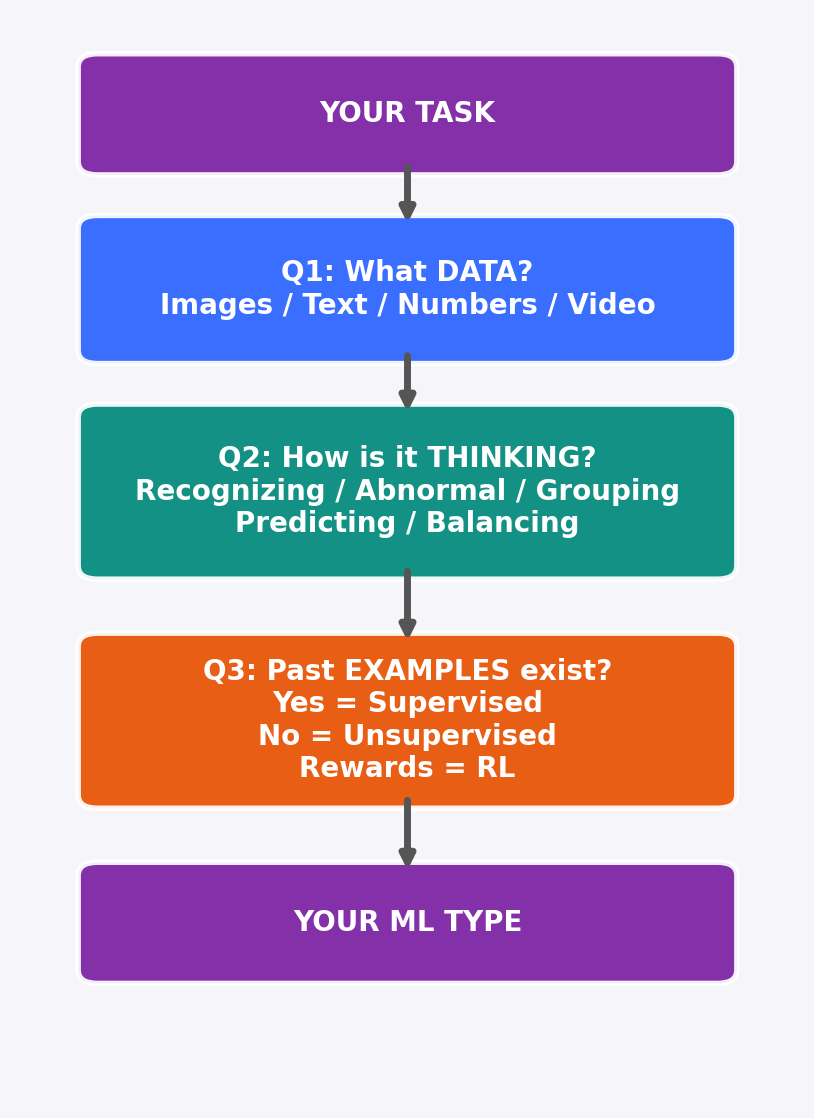 YOUR TASK
Q1: What DATA?
Images / Text / Numbers / Video
Q2: How is it THINKING?
Recognizing / Abnormal / Grouping
Predicting / Balancing
Q3: Past EXAMPLES exist?
Yes = Supervised
No = Unsupervised
Rewards = RL
YOUR ML TYPE